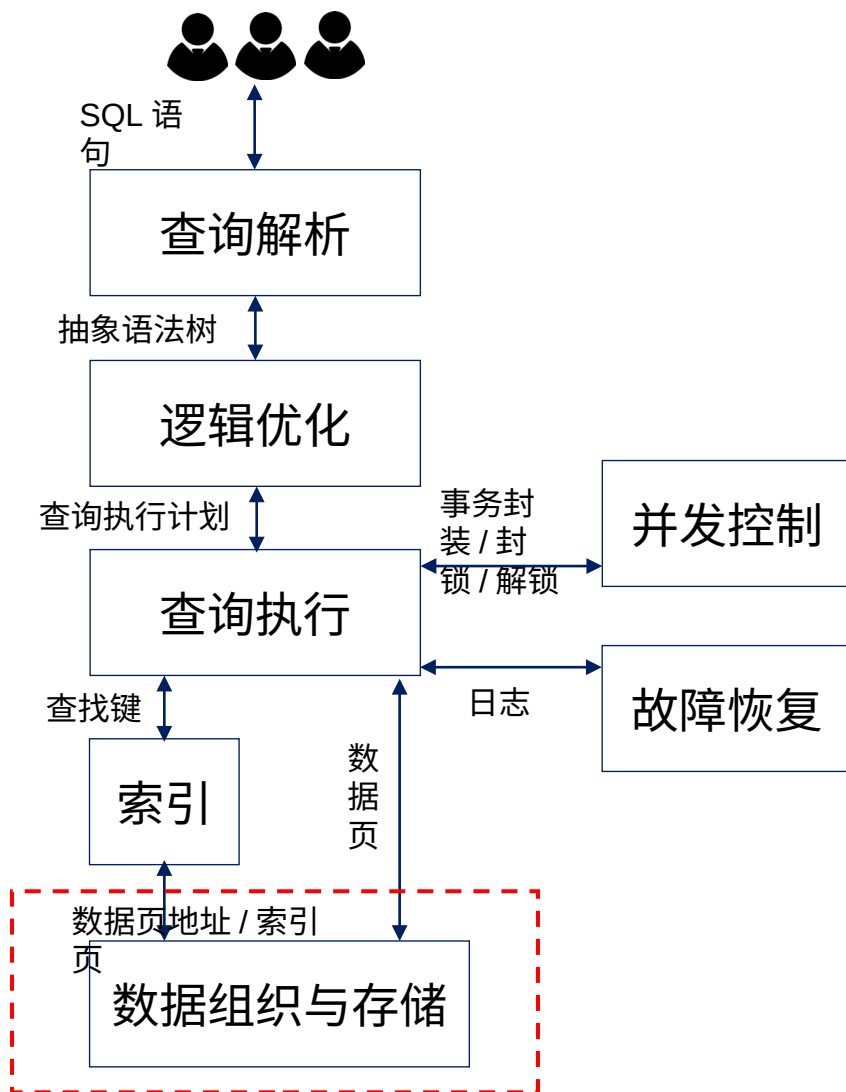 SQL 语
句
查询解析
抽象语法树
逻辑优化
查询执行计划
事务封
装 / 封
锁 / 解锁
并发控制
查询执行
日志
故障恢复
查找键
数
据
页
索引
数据页地址 / 索引
页
数据组织与存储